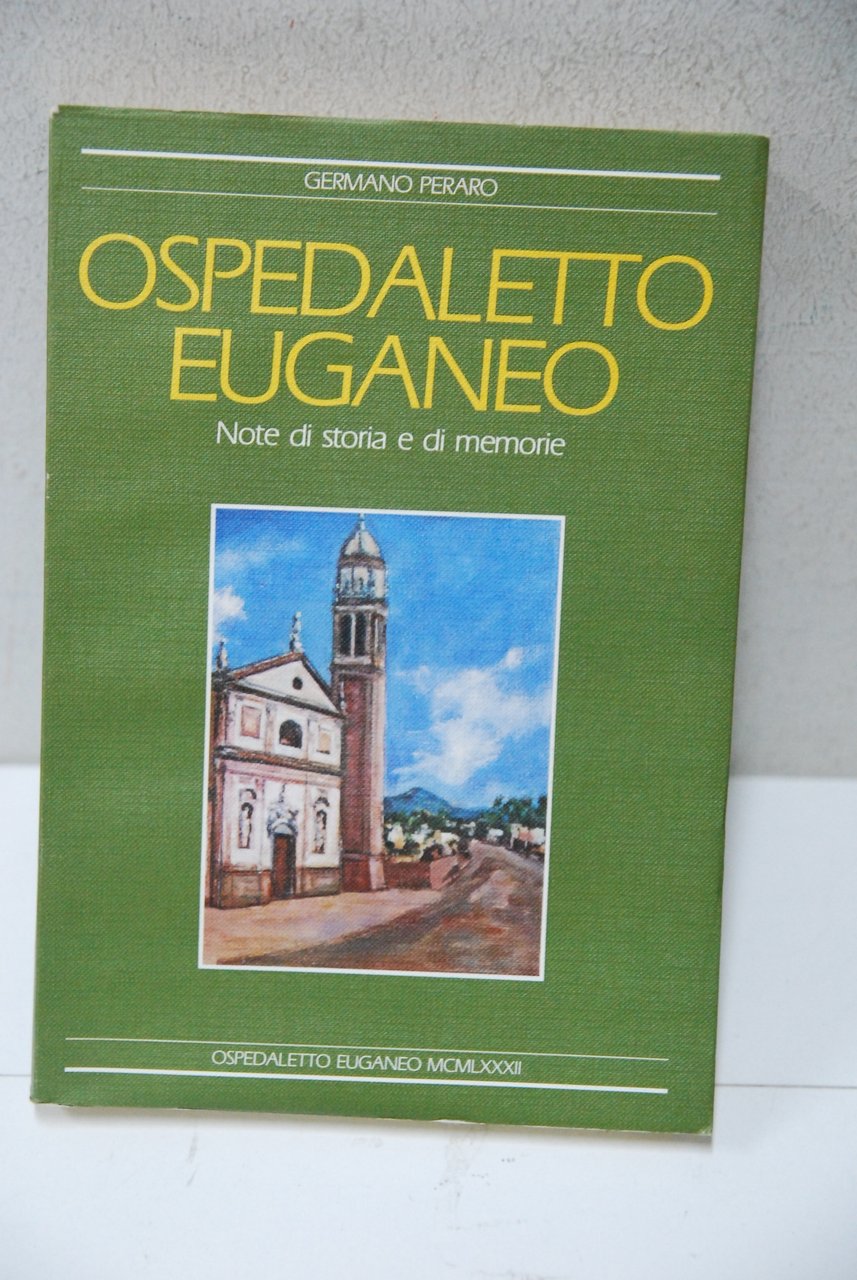 GERMANO PERARO
OSPEDALETTO
EUGANEO
Note di storia e di memorie
OSPEDALETTO EUGANEO MCMLXXXII